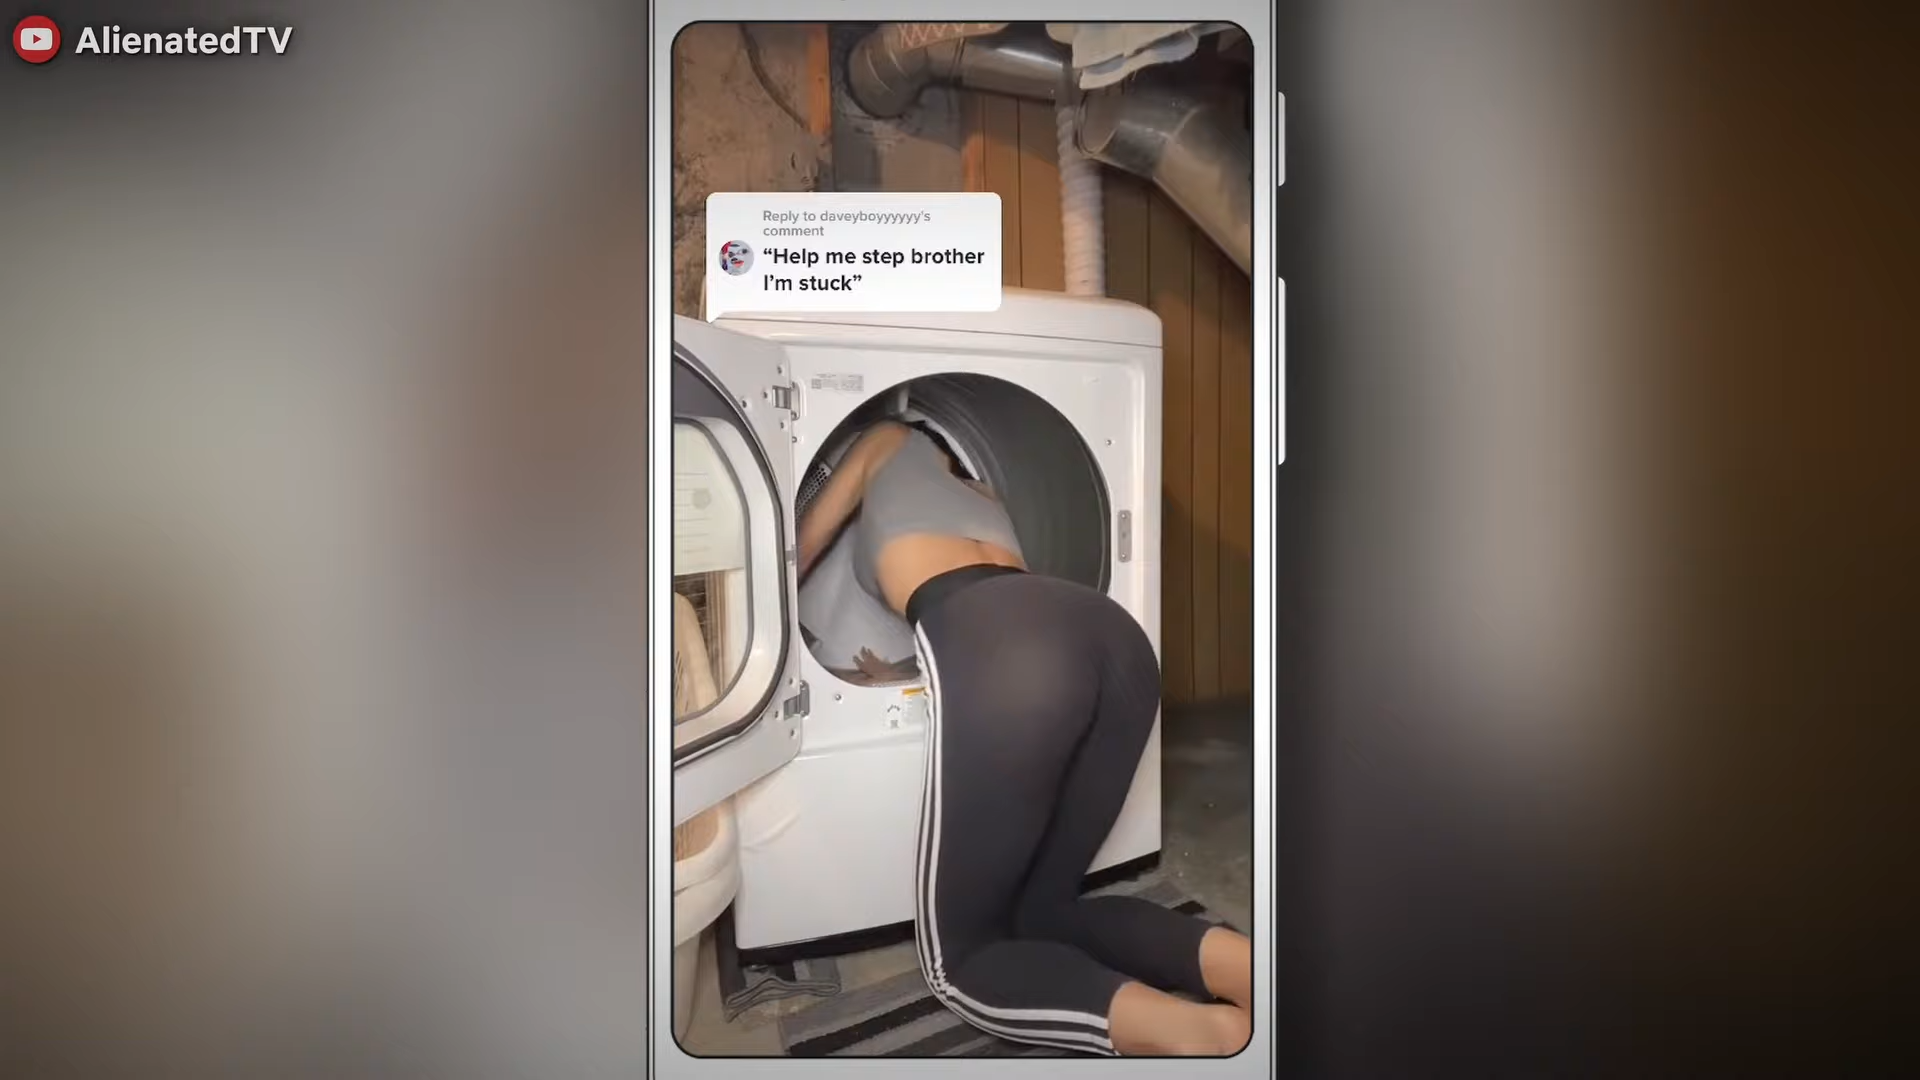 AlienatedTV
Reply to daveyboyyyyyy's
comment
“Help me step brother
I’m stuck”